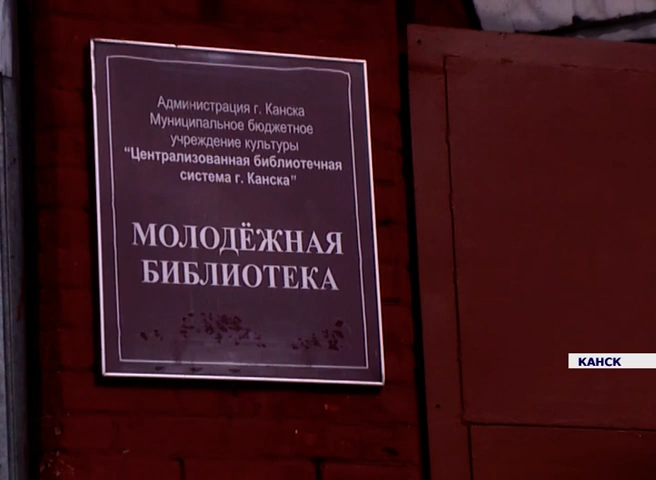 Администрация г. Канска
Муниципальное бюджетное
учреждение культуры
"Централизованная библиотечная
система г. Канска"
МОЛОДЁЖНАЯ
БИБЛИОТЕКА
КАНСК